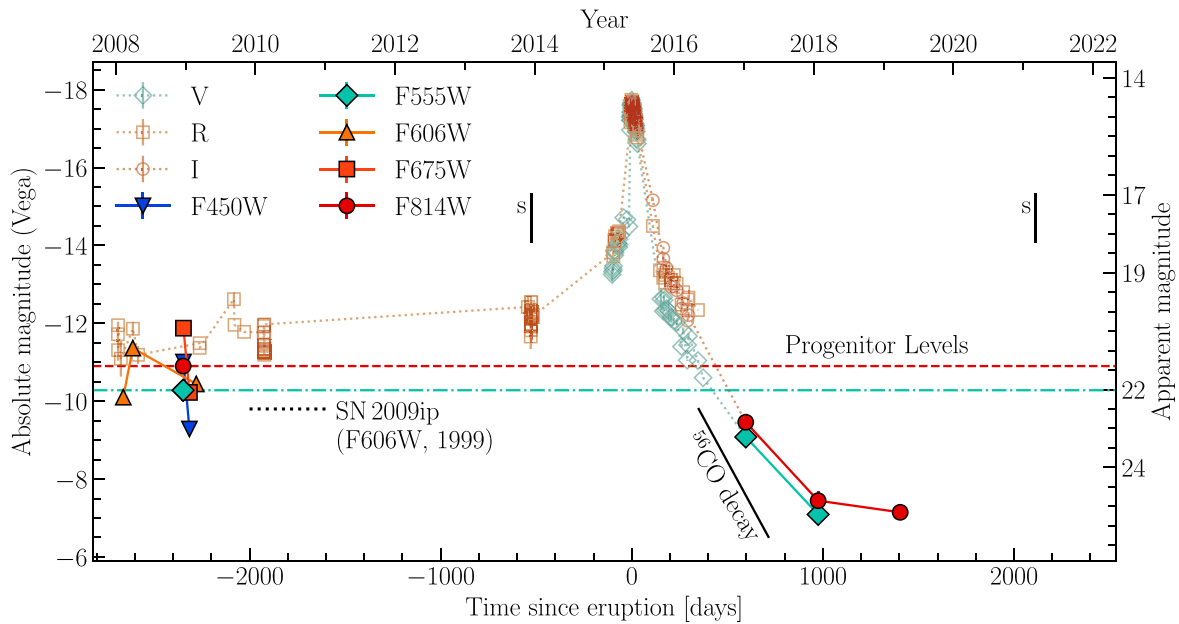 Year
2008 2010 2012 2014 2016 2018 2020 2022
−18 14
V F555W
R F606W
−16
I F675W
F450W F814W
17
s s
−14
19
−12
Progenitor Levels
−10 22
SN 2009ip
(F606W, 1999)
56CO decay
−8 24
−6
−2000 −1000 0 1000 2000
Time since eruption [days]
Absolute magnitude (Vega)
Apparent magnitude